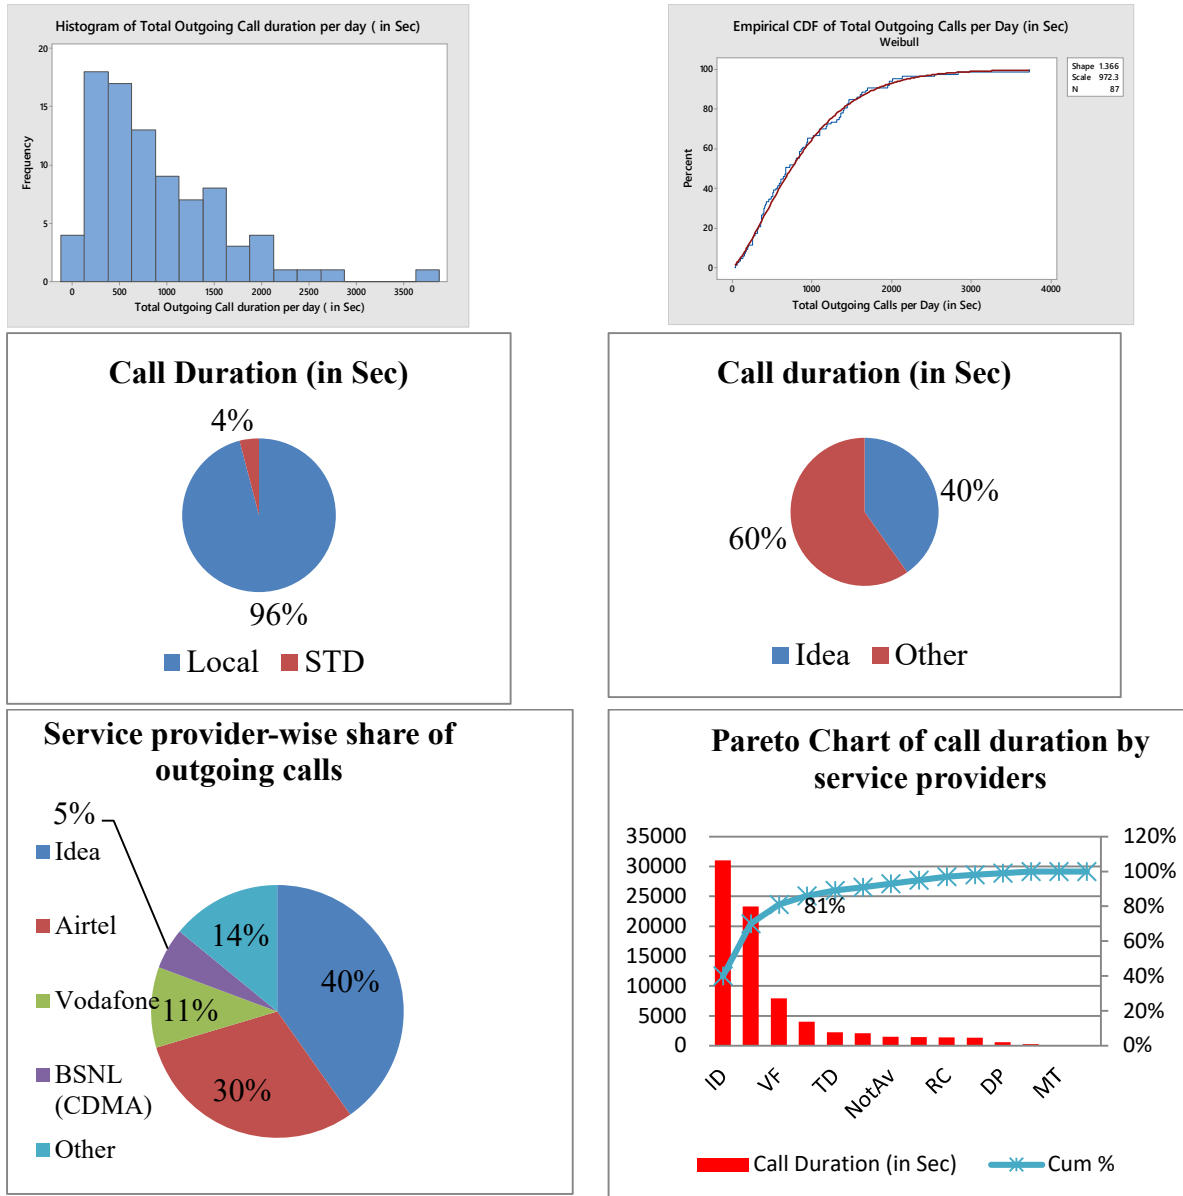 Histogram of Total Outgoing Call duration per day ( in Sec)
20
15
10
5
0
Frequency
0 500 1000 1500 2000 2500 3000 3500
Total Outgoing Call duration per day ( in Sec)
Empirical CDF of Total Outgoing Calls per Day (in Sec)
Weibull
Shape 1.366
Scale 972.3
N 87
100
80
60
40
20
0
Percent
0 1000 2000 3000 4000
Total Outgoing Calls per Day (in Sec)
Call Duration (in Sec)
4%
96%
Local STD
Call duration (in Sec)
40%
60%
Idea Other
Service provider-wise share of
outgoing calls
5%
Idea
Airtel
Vodafone
BSNL
(CDMA)
Other
14%
40%
11%
30%
Pareto Chart of call duration by
service providers
35000
30000
25000
20000
15000
10000
5000
0
120%
100%
80%
60%
40%
20%
0%
81%
ID VF TD NotAv RC DP MT
Call Duration (in Sec) Cum %